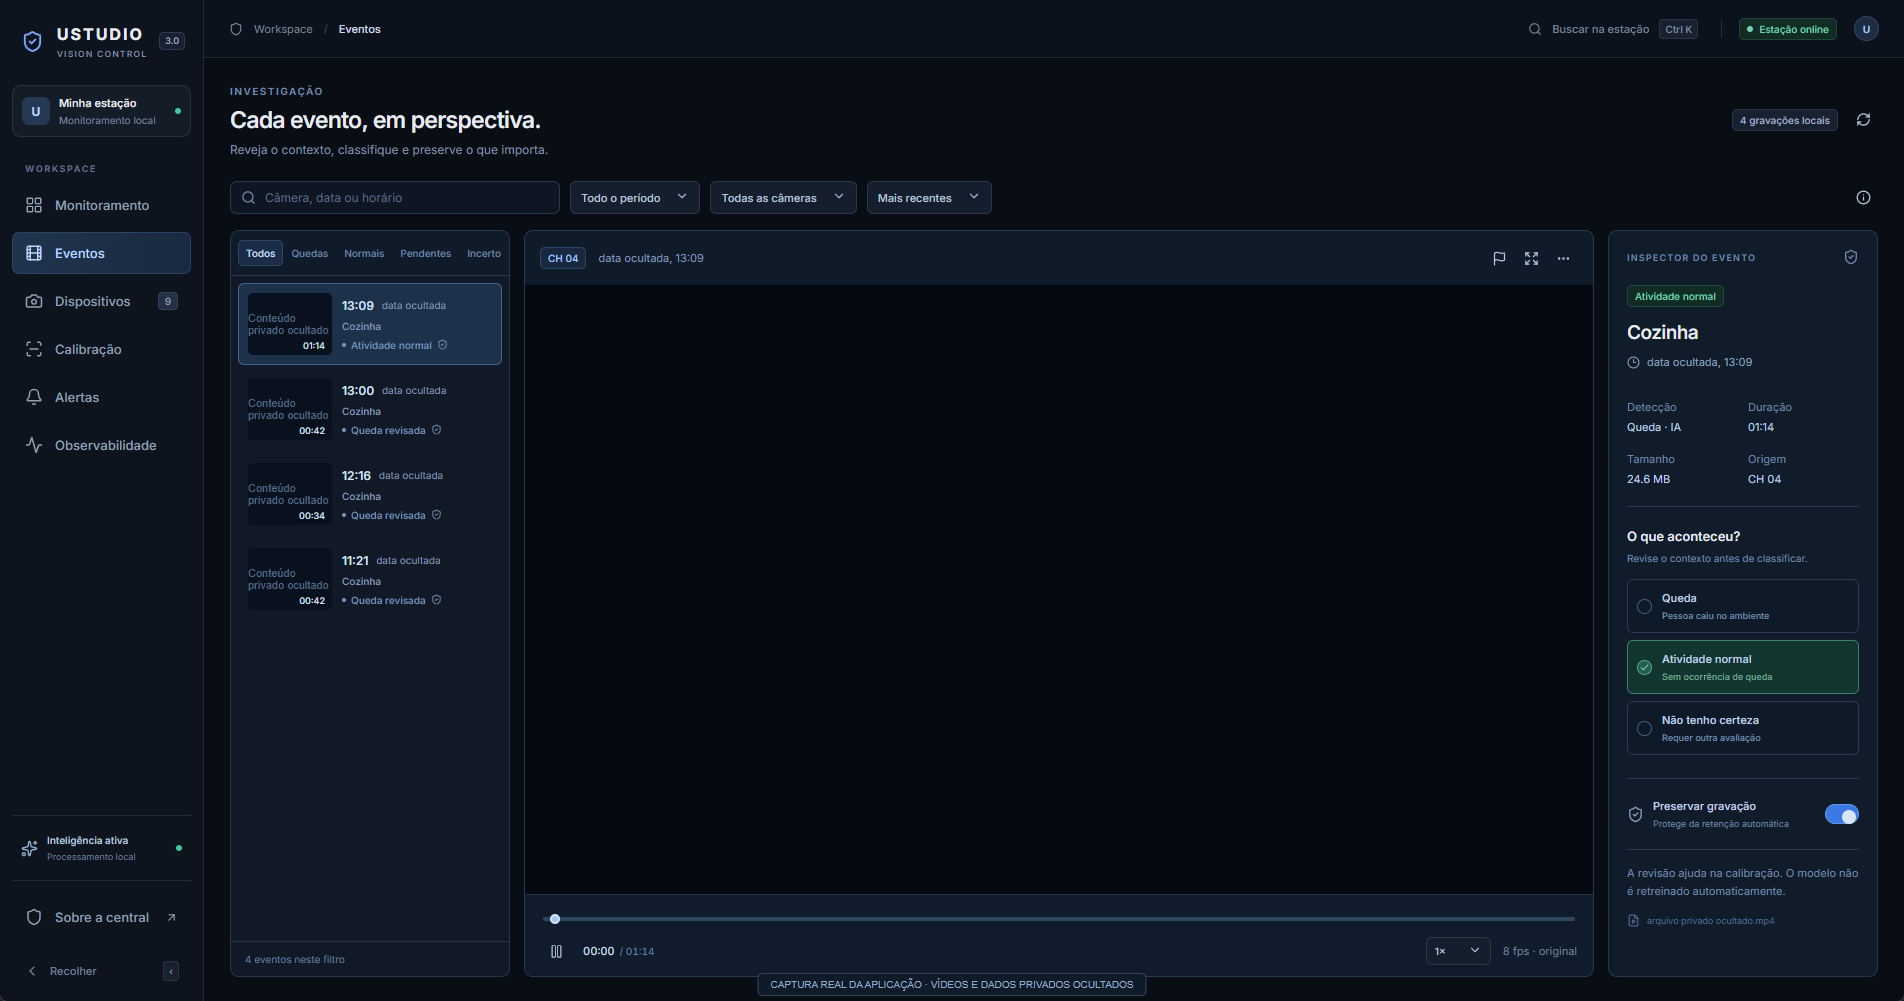 USTUDIO
VISION CONTROL
3.0
U
Minha estação
Monitoramento local
WORKSPACE
Monitoramento
Eventos
Dispositivos
9
Calibração
Alertas
Observabilidade
Inteligência ativa
Processamento local
Sobre a central
Recolher
Workspace / Eventos
Buscar na estação
Ctrl K
Estação online
U
INVESTIGAÇÃO
Cada evento, em perspectiva.
Reveja o contexto, classifique e preserve o que importa.
4 gravações locais
Câmera, data ou horário
Todo o período
Todas as câmeras
Mais recentes
Todos
Quedas
Normais
Pendentes
Incerto
Conteúdo
privado ocultado
01:14
13:09 data ocultada
Cozinha
• Atividade normal
Conteúdo
privado ocultado
00:42
13:00 data ocultada
Cozinha
• Queda revisada
Conteúdo
privado ocultado
00:34
12:16 data ocultada
Cozinha
• Queda revisada
Conteúdo
privado ocultado
00:42
11:21 data ocultada
Cozinha
• Queda revisada
4 eventos neste filtro
CH 04
data ocultada, 13:09
00:00 / 01:14
1×
8 fps · original
INSPECTOR DO EVENTO
Atividade normal
Cozinha
data ocultada, 13:09
Detecção
Duração
Queda · IA
01:14
Tamanho
Origem
24.6 MB
CH 04
O que aconteceu?
Revise o contexto antes de classificar.
Queda
Pessoa caiu no ambiente
Atividade normal
Sem ocorrência de queda
Não tenho certeza
Requer outra avaliação
Preservar gravação
Protege da retenção automática
A revisão ajuda na calibração. O modelo não
é retreinado automaticamente.
arquivo privado ocultado.mp4
CAPTURA REAL DA APLICAÇÃO · VÍDEOS E DADOS PRIVADOS OCULTADOS